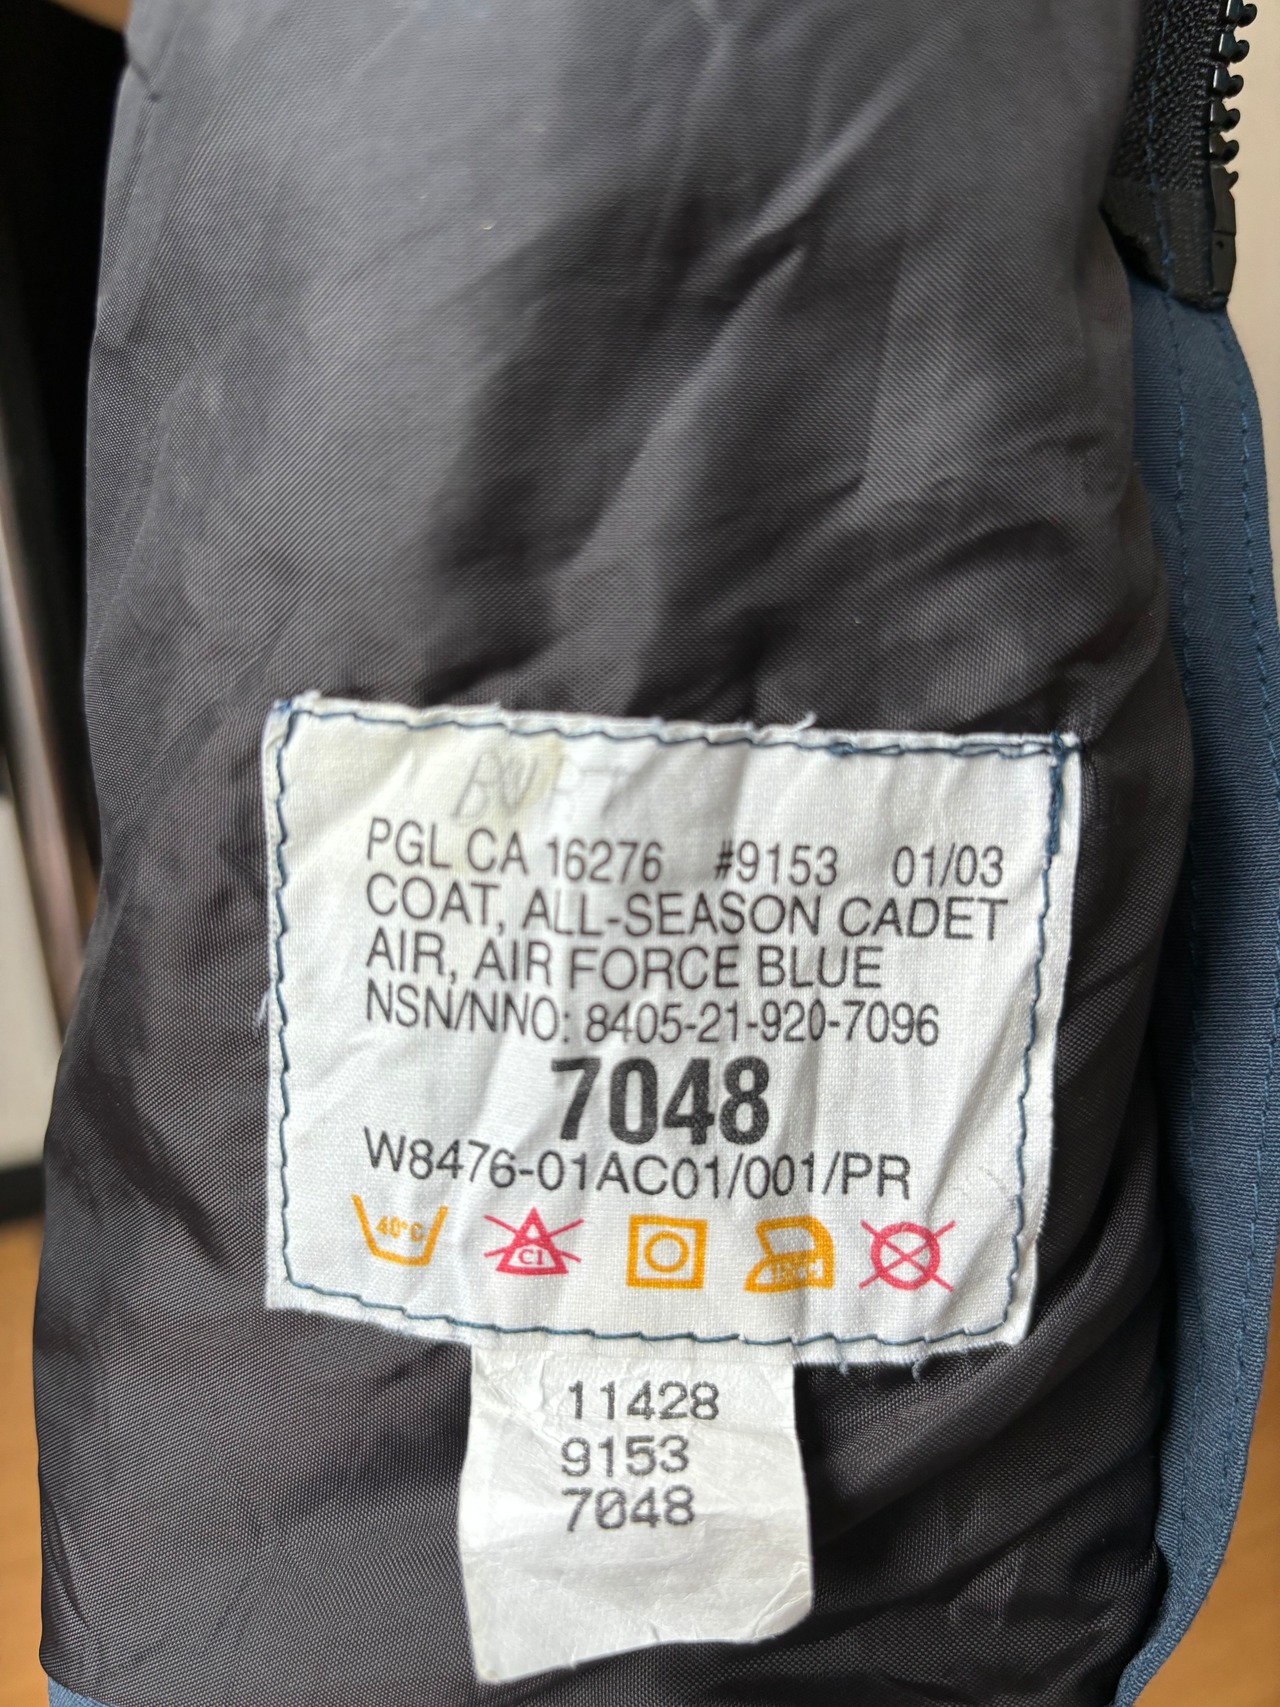 PGL CA 16276 #9153 01/03
COAT, ALL-SEASON CADET
AIR, AIR FORCE BLUE
NSN/NNO: 8405-21-920-7096
7048
W8476-01AC01/001/PR
40°C Cl
11428
9153
7048